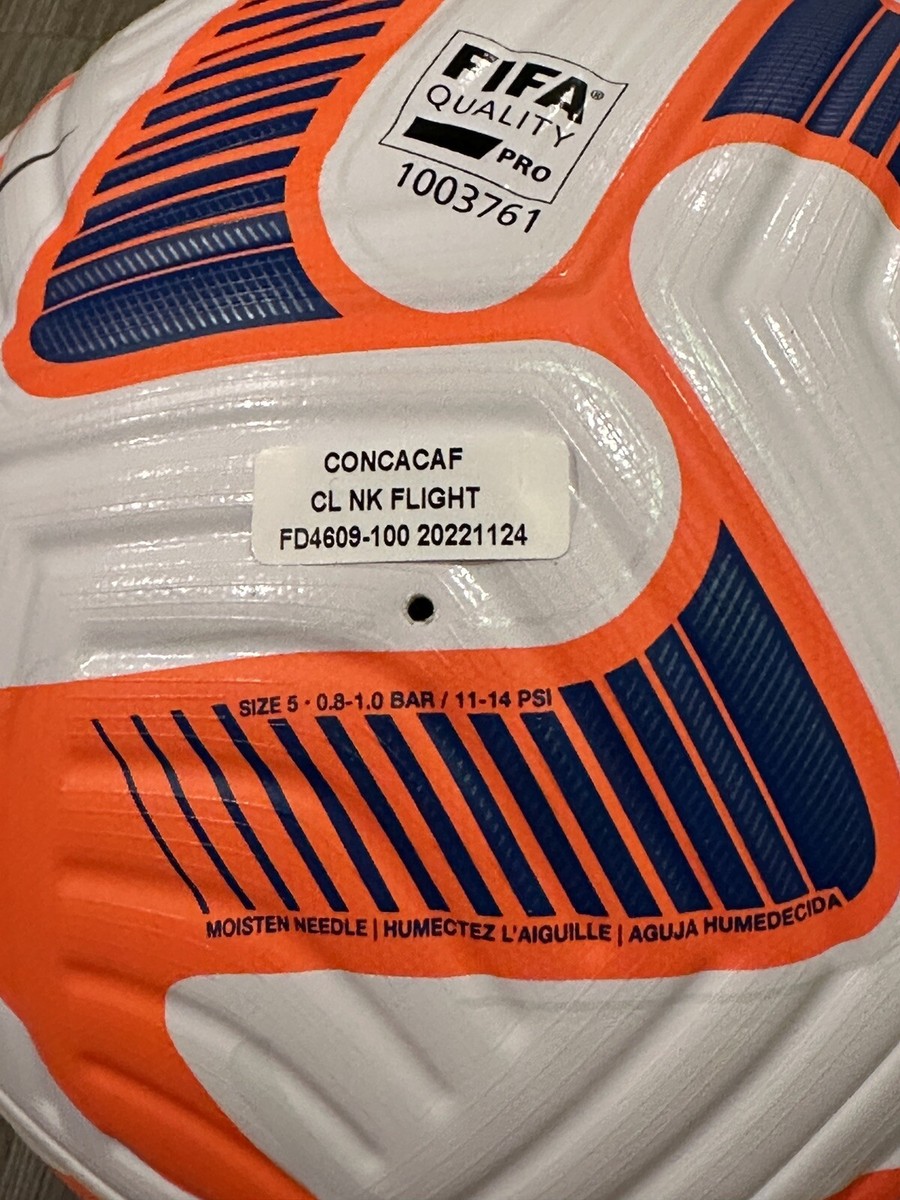 FIFA®
QUALITY
PRO
1003761
CONCACAF
CL NK FLIGHT
FD4609-100 20221124
SIZE 5 · 0.8-1.0 BAR / 11-14 PSI
MOISTEN NEEDLE | HUMECTEZ L'AIGUILLE | AGUJA HUMEDECIDA